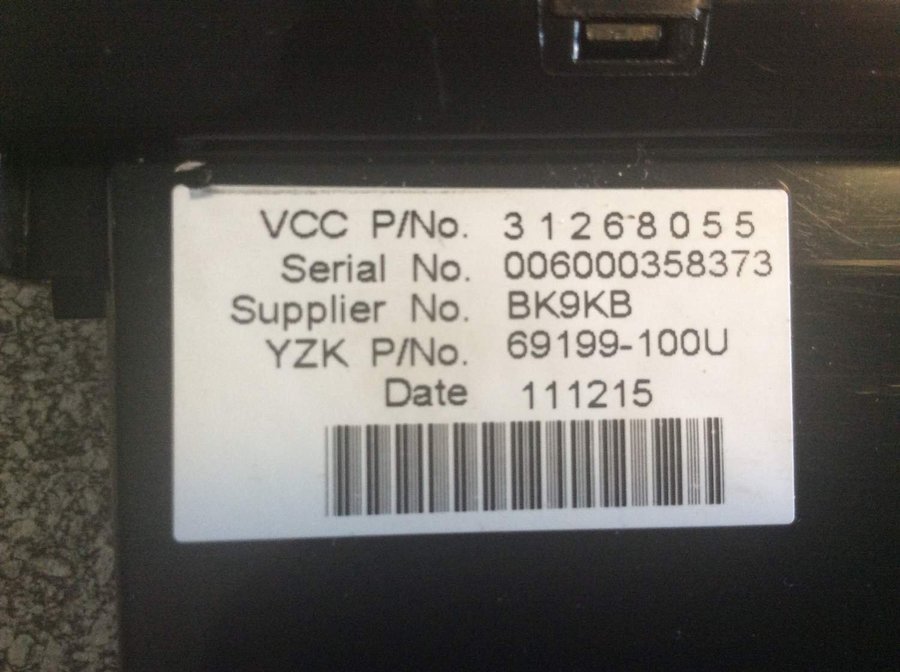 VCC P/No. 31268055
Serial No. 006000358373
Supplier No. BK9KB
YZK P/No. 69199-100U
Date 111215